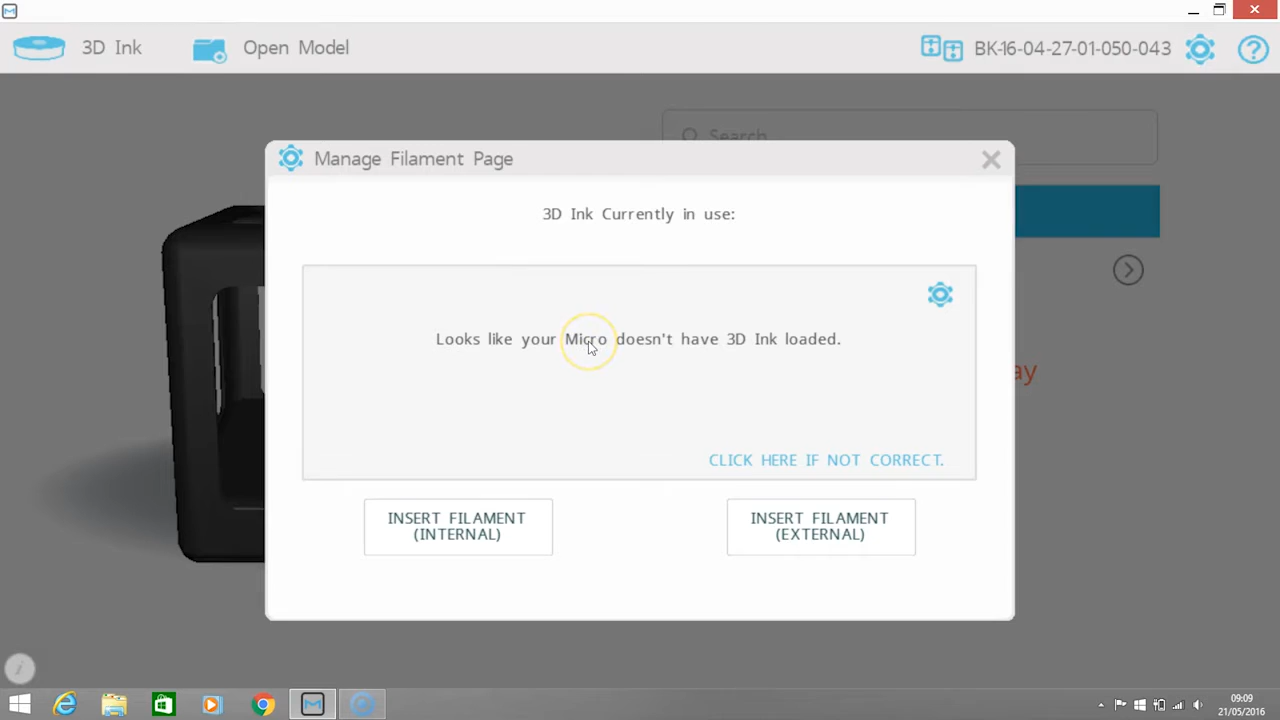 3D Ink
Open Model
BK-16-04-27-01-050-043
Search
Manage Filament Page
3D Ink Currently in use:
Looks like your Micro doesn't have 3D Ink loaded.
ay
CLICK HERE IF NOT CORRECT.
INSERT FILAMENT
(INTERNAL)
INSERT FILAMENT
(EXTERNAL)
09:09
21/05/2016